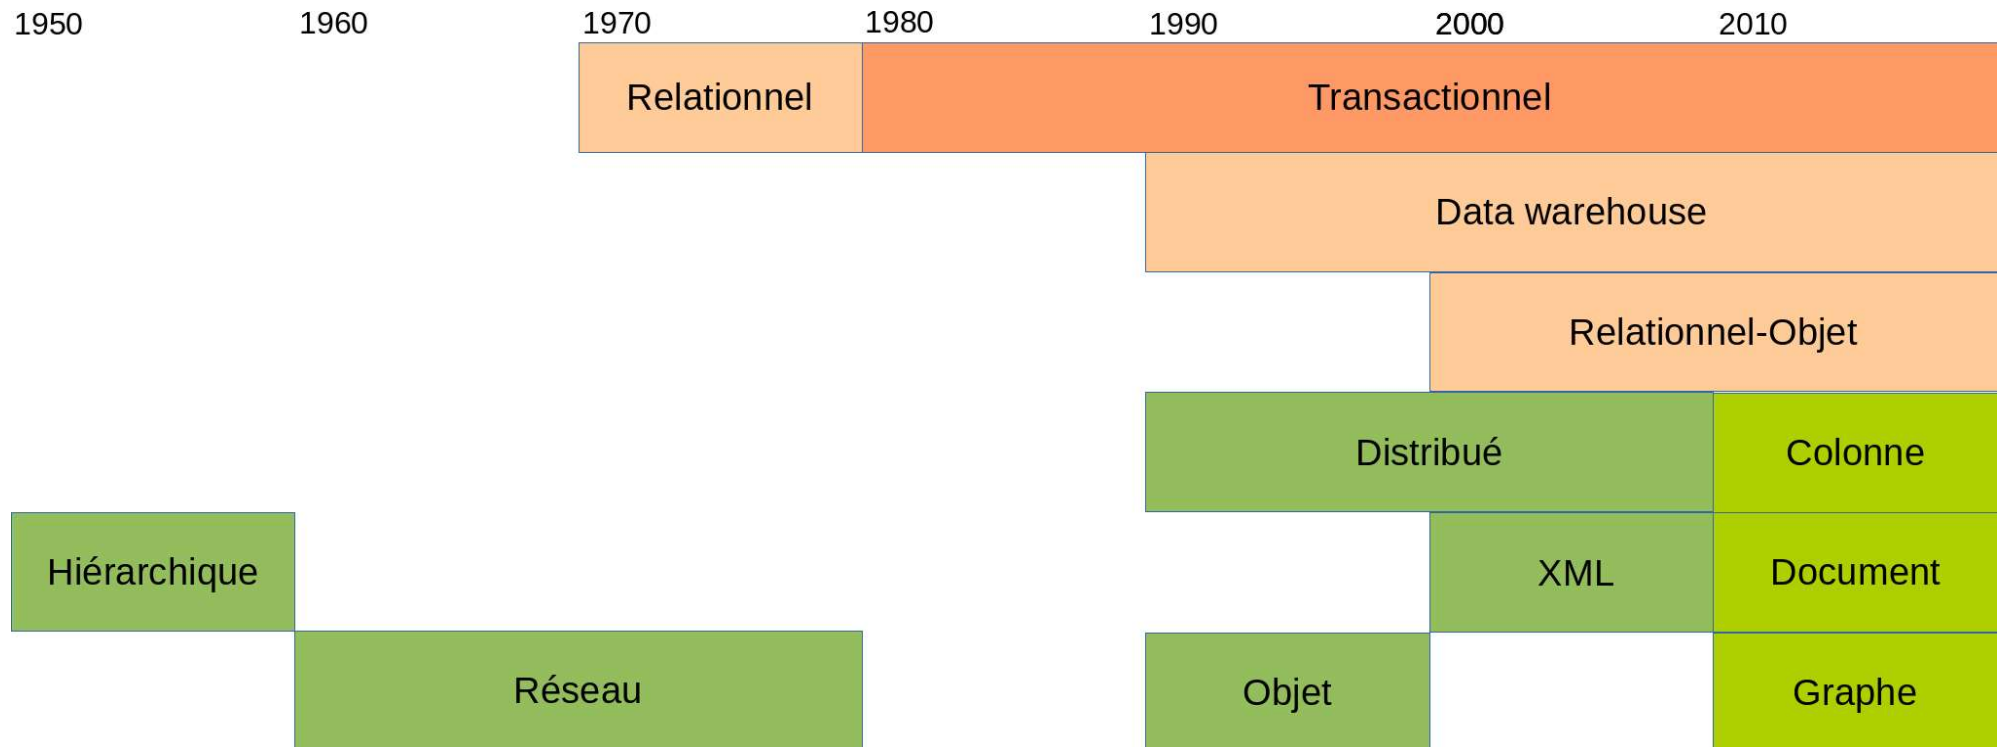 1950 1960 1970 1980 1990 2000 2010
Relationnel Transactionnel
Data warehouse
Relationnel-Objet
Distribué Colonne
Hiérarchique XML Document
Réseau Objet Graphe